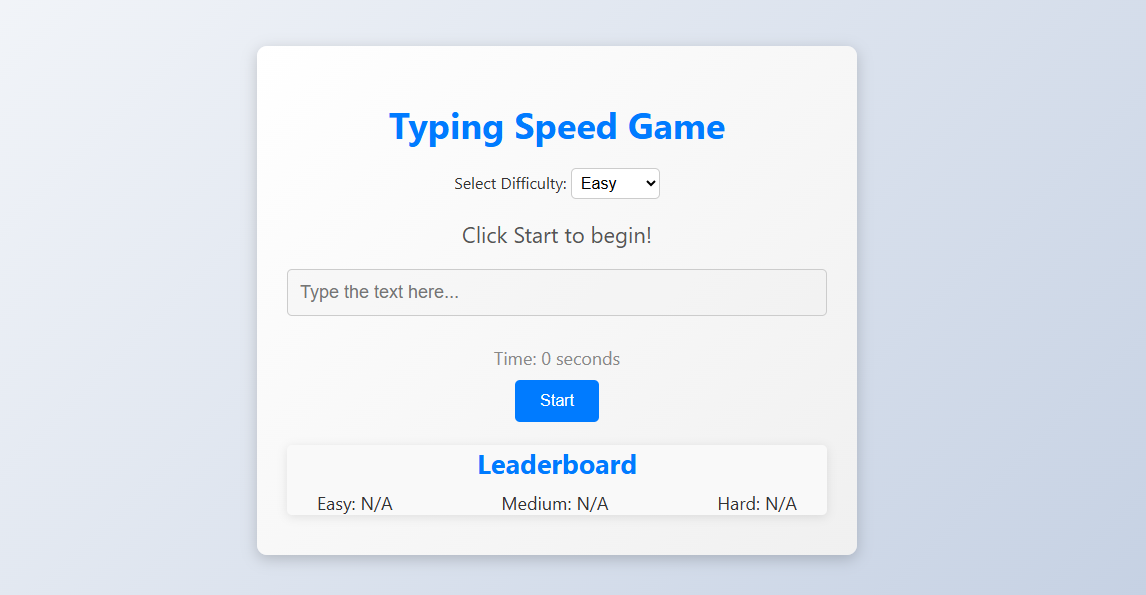 Typing Speed Game
Select Difficulty: Easy
Click Start to begin!
Type the text here...
Time: 0 seconds
Start
Leaderboard
Easy: N/A Medium: N/A Hard: N/A